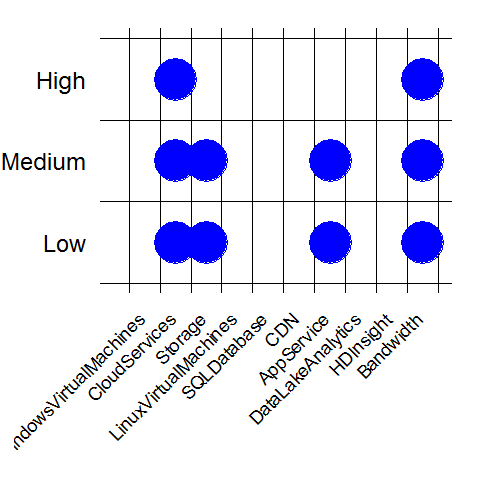 High
Medium
Low
ndowsVirtualMachines
CloudServices
Storage
LinuxVirtualMachines
SQLDatabase
CDN
AppService
DataLakeAnalytics
HDInsight
Bandwidth